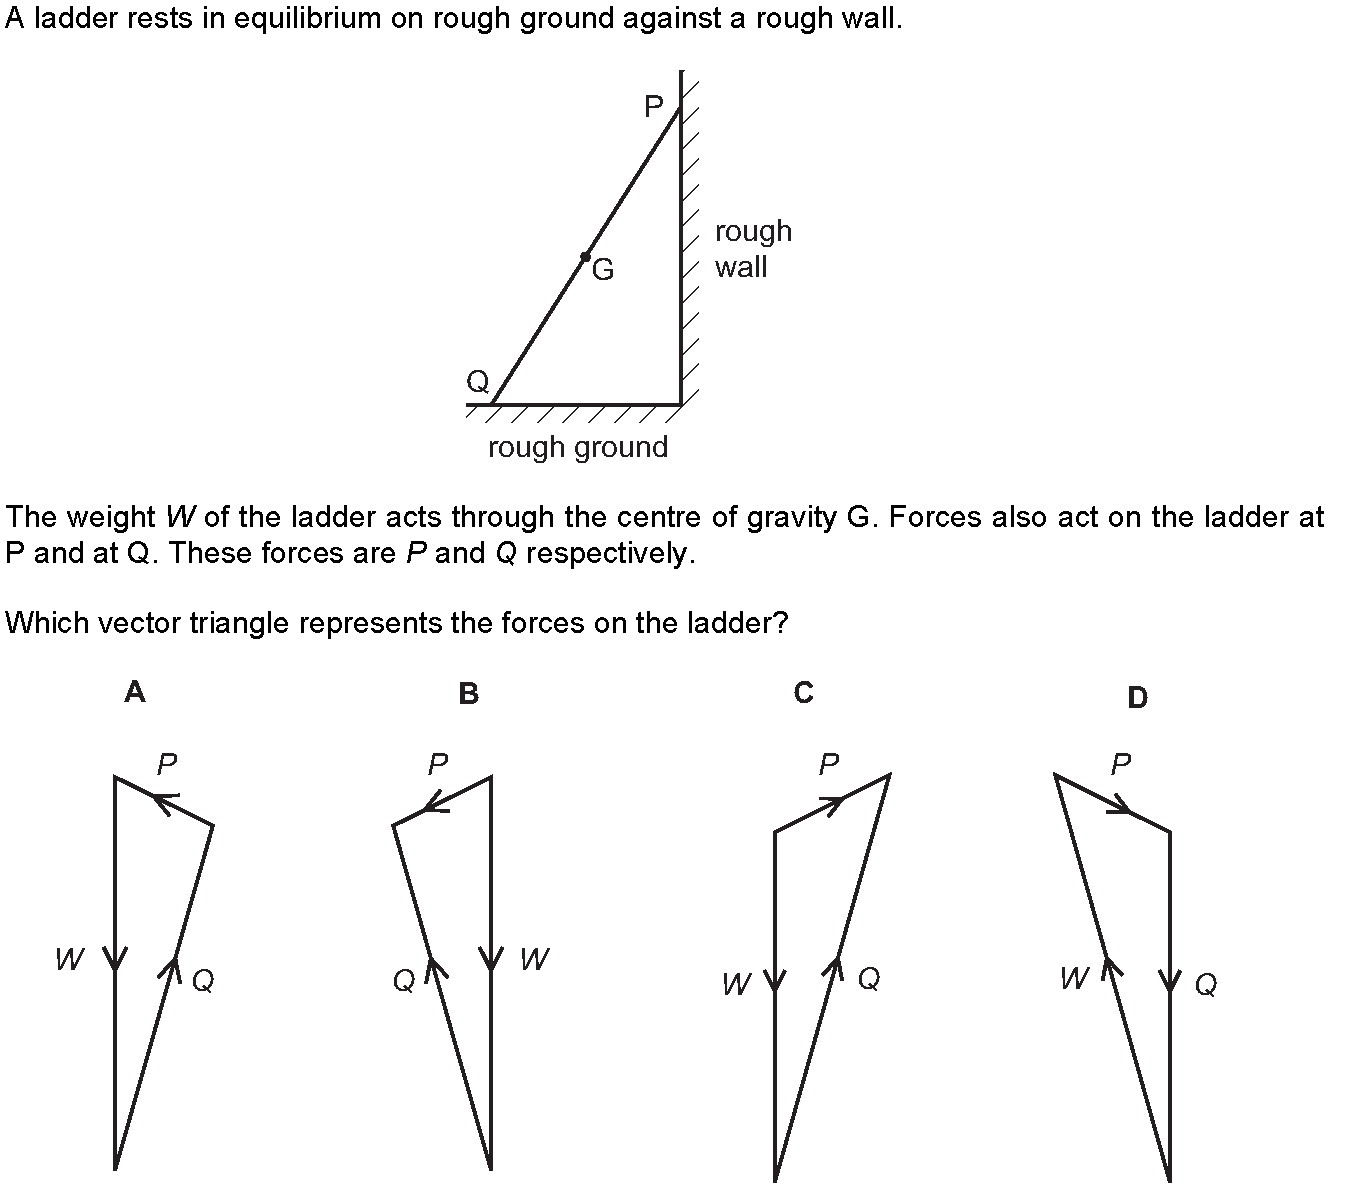 A ladder rests in equilibrium on rough ground against a rough wall.
P
rough
wall
G
Q
rough ground
The weight W of the ladder acts through the centre of gravity G. Forces also act on the ladder at
P and at Q. These forces are P and Q respectively.
Which vector triangle represents the forces on the ladder?
A B C D
P P P P
W Q Q W W Q W Q